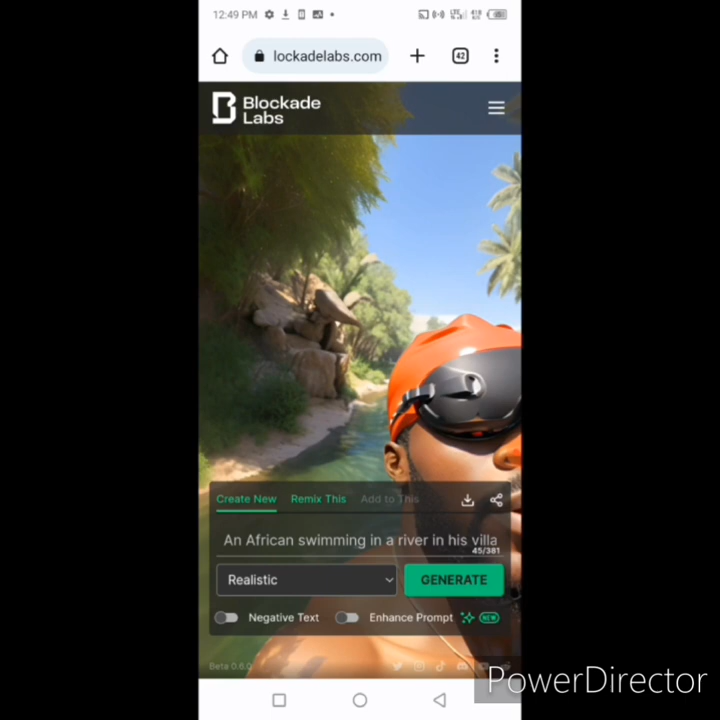 12:49 PM
lockadelabs.com
42
Blockade
Labs
Create New Remix This Add to This
An African swimming in a river in his villa
45/381
Realistic GENERATE
Negative Text Enhance Prompt NEW
Beta 0.6.0
PowerDirector